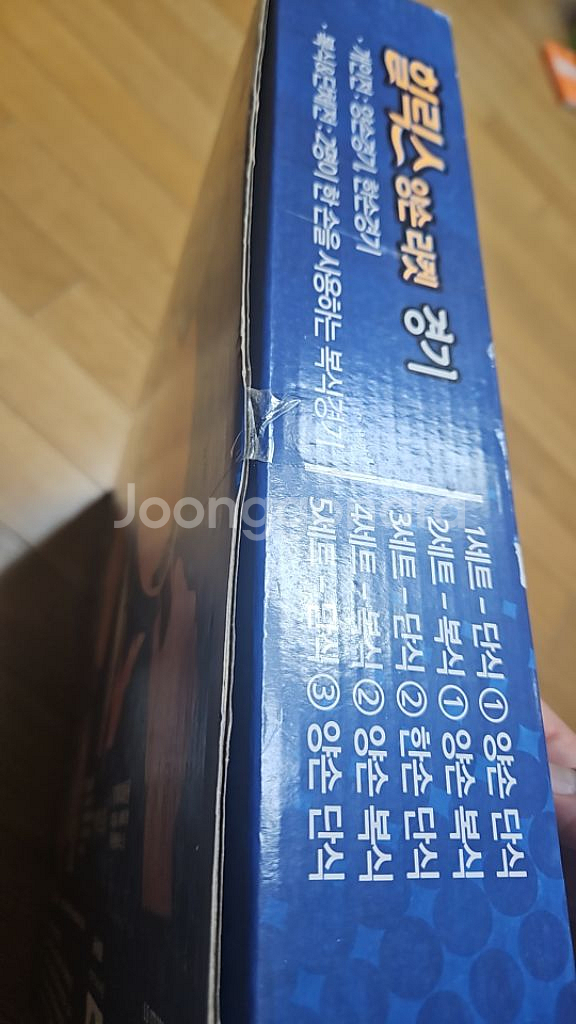 힐릭스 양손 라켓 경기
· 개인전 : 양손경기, 한손경기
· 복식&단체전 : 2명이 한 손을 사용하는 복식경기
1세트 - 단식 ① 양손 단식
2세트 - 복식 ① 양손 복식
3세트 - 단식 ② 한손 단식
4세트 - 복식 ② 양손 복식
5세트 - 단식 ③ 양손 단식